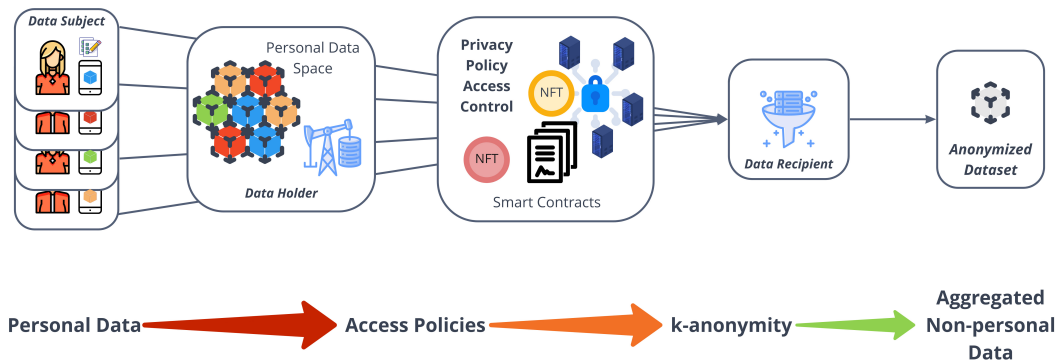 Data Subject
Personal Data
Space
Data Holder
Privacy
Policy
Access
Control
NFT
NFT
Smart Contracts
Data Recipient
Anonymized
Dataset
Personal Data
Access Policies
k-anonymity
Aggregated
Non-personal
Data